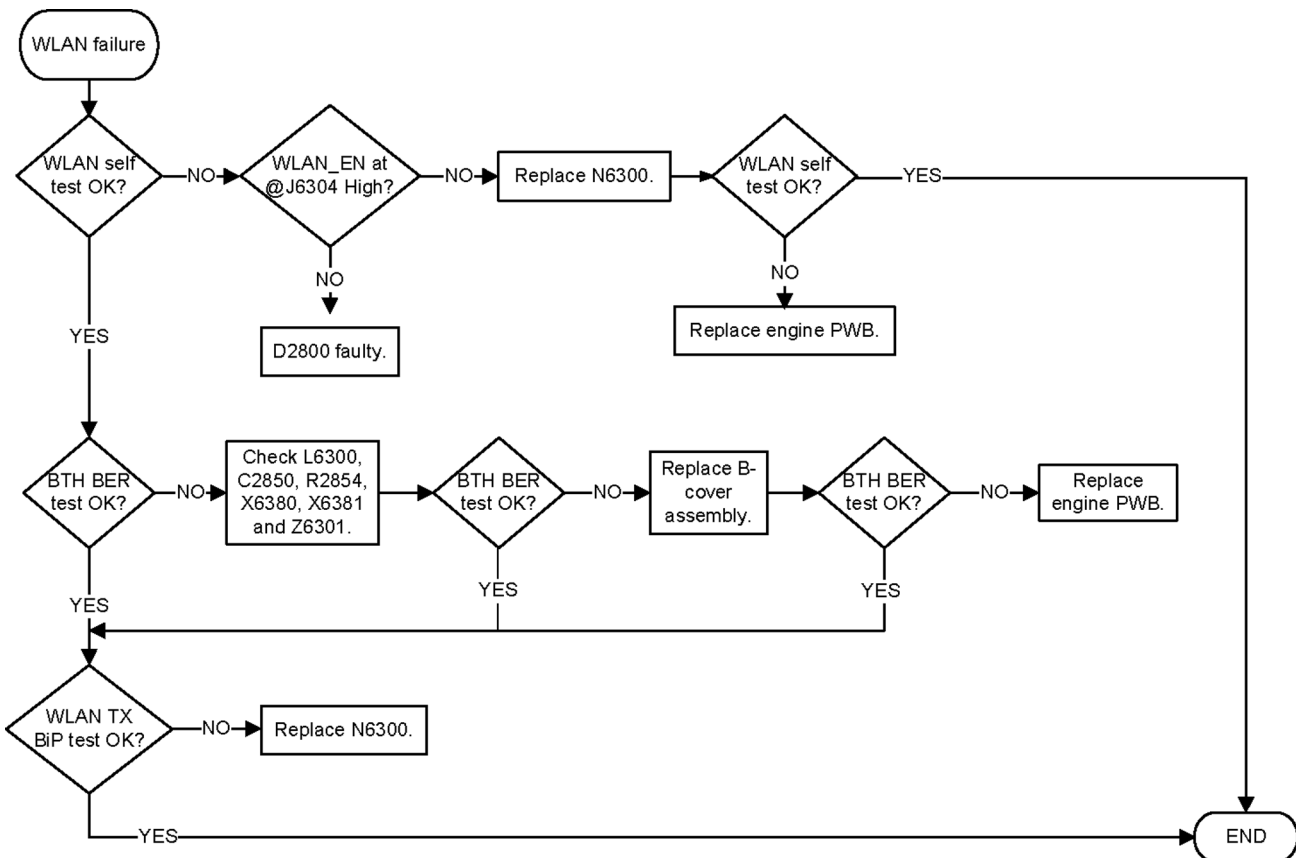 WLAN failure
WLAN self
test OK?
NO
WLAN_EN at
@J6304 High?
NO
Replace N6300.
WLAN self
test OK?
YES
NO
D2800 faulty.
NO
Replace engine PWB.
YES
BTH BER
test OK?
NO
Check L6300,
C2850, R2854,
X6380, X6381
and Z6301.
BTH BER
test OK?
NO
Replace B-
cover
assembly.
BTH BER
test OK?
NO
Replace
engine PWB.
YES
YES
YES
WLAN TX
BiP test OK?
NO
Replace N6300.
YES
END